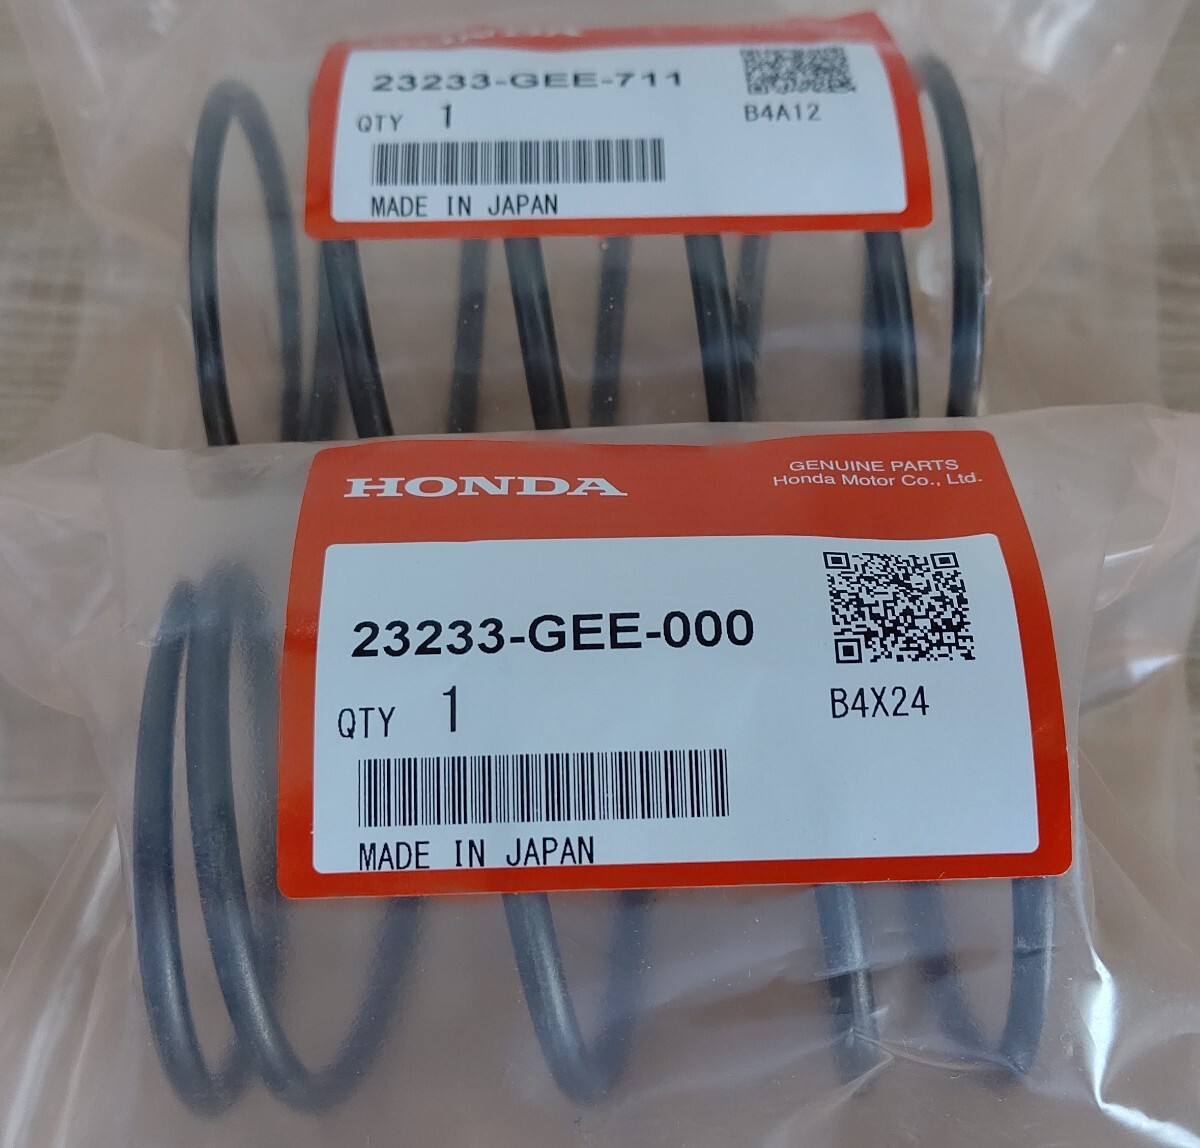 23233-GEE-711
QTY 1
B4A12
MADE IN JAPAN
HONDA
GENUINE PARTS
Honda Motor Co., Ltd.
23233-GEE-000
QTY 1
B4X24
MADE IN JAPAN